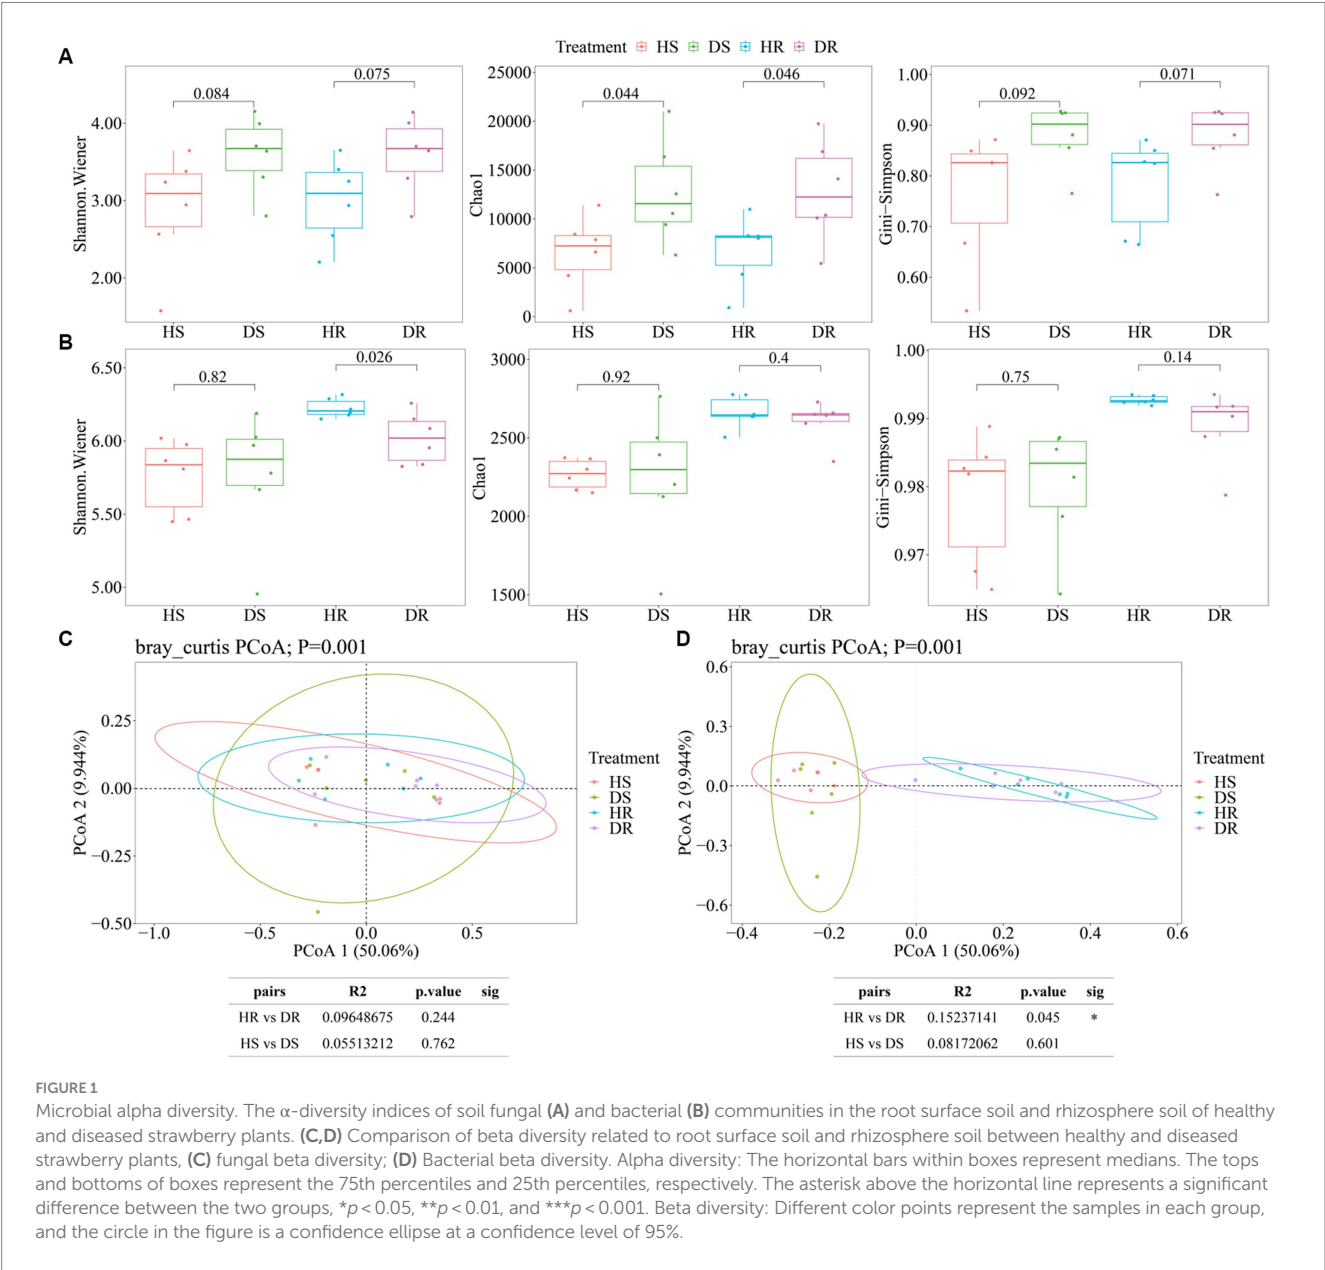 Treatment HS DS HR DR
A
Shannon.Wiener
4.00
3.00
2.00
0.084
0.075
HS DS HR DR
Chao1
25000
20000
15000
10000
5000
0
0.044
0.046
HS DS HR DR
Gini−Simpson
1.00
0.90
0.80
0.70
0.60
0.092
0.071
HS DS HR DR
B
Shannon.Wiener
6.50
6.00
5.50
5.00
0.82
0.026
HS DS HR DR
Chao1
3000
2500
2000
1500
0.92
0.4
HS DS HR DR
Gini−Simpson
1.00
0.99
0.98
0.97
0.75
0.14
HS DS HR DR
C
bray_curtis PCoA; P=0.001
PCoA 2 (9.944%)
0.25
0.00
−0.25
−0.50
−1.0 −0.5 0.0 0.5
PCoA 1 (50.06%)
Treatment
HS
DS
HR
DR
pairs R2 p.value sig
HR vs DR 0.09648675 0.244
HS vs DS 0.05513212 0.762
D
bray_curtis PCoA; P=0.001
PCoA 2 (9.944%)
0.6
0.3
0.0
−0.3
−0.6
−0.4 −0.2 0.0 0.2 0.4 0.6
PCoA 1 (50.06%)
Treatment
HS
DS
HR
DR
pairs R2 p.value sig
HR vs DR 0.15237141 0.045 *
HS vs DS 0.08172062 0.601
FIGURE 1
Microbial alpha diversity. The α-diversity indices of soil fungal (A) and bacterial (B) communities in the root surface soil and rhizosphere soil of healthy
and diseased strawberry plants. (C,D) Comparison of beta diversity related to root surface soil and rhizosphere soil between healthy and diseased
strawberry plants, (C) fungal beta diversity; (D) Bacterial beta diversity. Alpha diversity: The horizontal bars within boxes represent medians. The tops
and bottoms of boxes represent the 75th percentiles and 25th percentiles, respectively. The asterisk above the horizontal line represents a significant
difference between the two groups, *p < 0.05, **p < 0.01, and ***p < 0.001. Beta diversity: Different color points represent the samples in each group,
and the circle in the figure is a confidence ellipse at a confidence level of 95%.